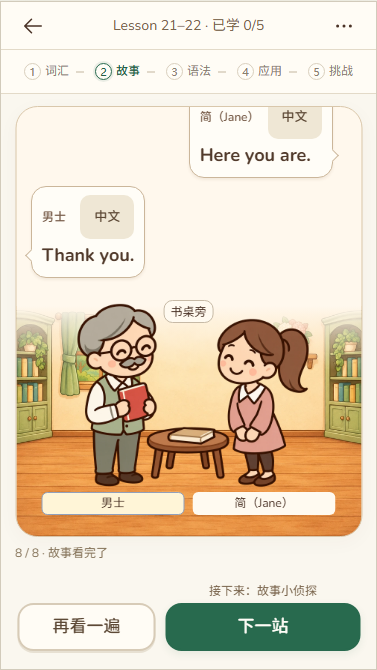 Lesson 21–22 · 已学 0/5
1 词汇 2 故事 3 语法 4 应用 5 挑战
简（Jane） 中文
Here you are.
男士 中文
Thank you.
书桌旁
男士 简（Jane）
8 / 8 · 故事看完了
接下来：故事小侦探
再看一遍 下一站